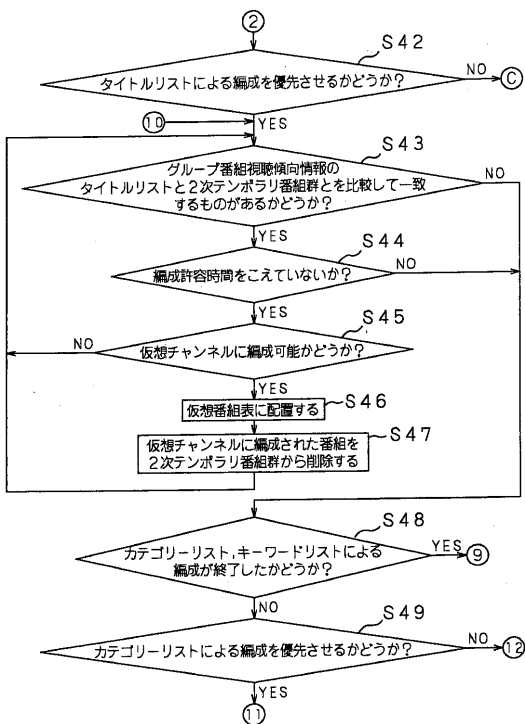 ②
S42
タイトルリストによる編成を優先させるかどうか?
NO
Ⓒ
YES
⑩
S43
グループ番組視聴傾向情報の
タイトルリストと2次テンポラリ番組群とを比較して一致
するものがあるかどうか?
NO
YES
S44
編成許容時間をこえていないか?
NO
YES
S45
仮想チャンネルに編成可能かどうか?
NO
YES
S46
仮想番組表に配置する
S47
仮想チャンネルに編成された番組を
2次テンポラリ番組群から削除する
S48
カテゴリーリスト,キーワードリストによる
編成が終了したかどうか?
YES
⑨
NO
S49
カテゴリーリストによる編成を優先させるかどうか?
NO
⑫
YES
⑪